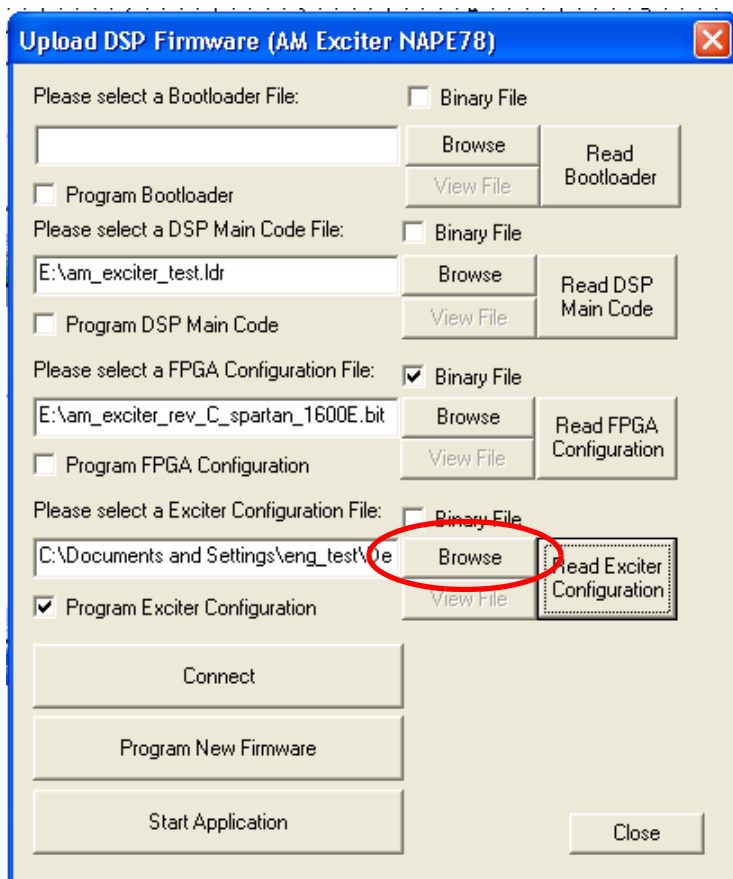 Upload DSP Firmware (AM Exciter NAPE78)
Please select a Bootloader File:
Binary File
Browse
Read
Bootloader
View File
Program Bootloader
Please select a DSP Main Code File:
Binary File
E:\am_exciter_test.ldr
Browse
Read DSP
Main Code
View File
Program DSP Main Code
Please select a FPGA Configuration File:
Binary File
E:\am_exciter_rev_C_spartan_1600E.bit
Browse
Read FPGA
Configuration
View File
Program FPGA Configuration
Please select a Exciter Configuration File:
Binary File
C:\Documents and Settings\eng_test\De
Browse
Read Exciter
Configuration
View File
Program Exciter Configuration
Connect
Program New Firmware
Start Application
Close